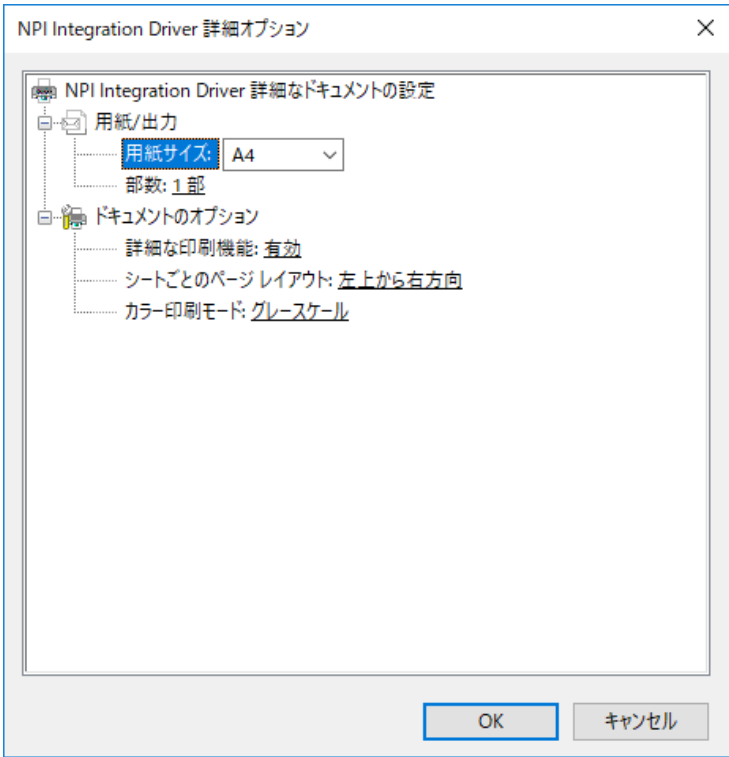 NPI Integration Driver 詳細オプション
NPI Integration Driver 詳細なドキュメントの設定
用紙/出力
用紙サイズ: A4
部数: 1 部
ドキュメントのオプション
詳細な印刷機能: 有効
シートごとのページ レイアウト: 左上から右方向
カラー印刷モード: グレースケール
OK キャンセル